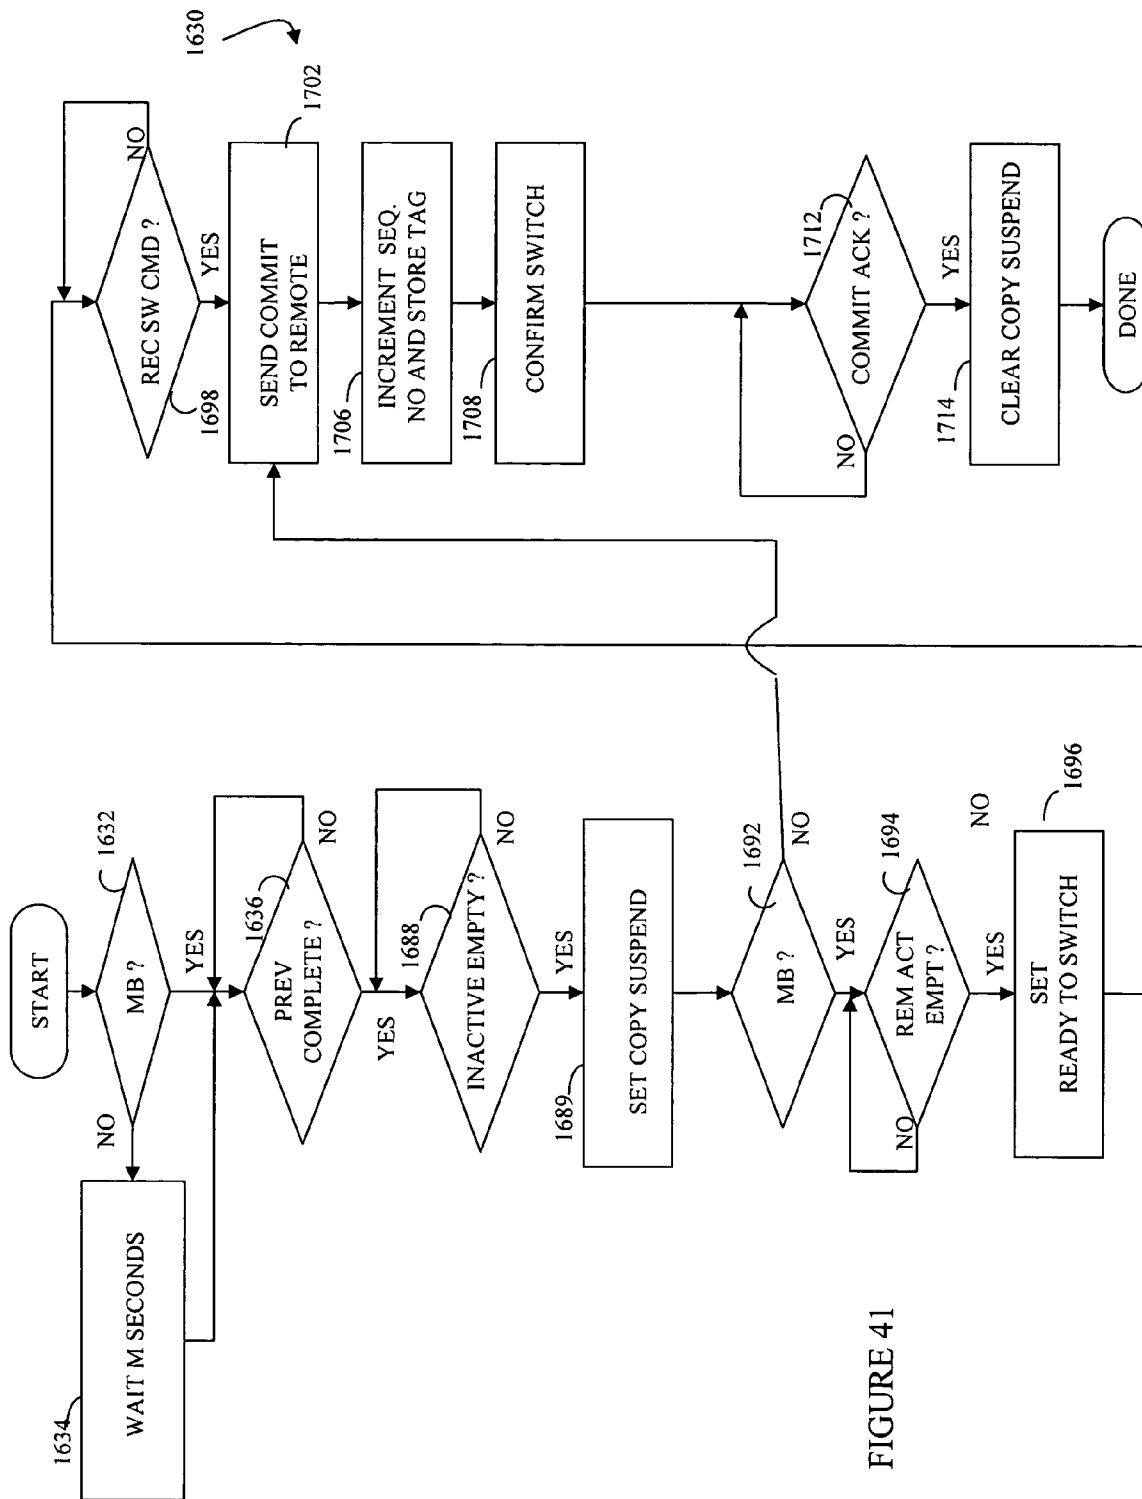 START
MB ?
1632
NO
YES
WAIT M SECONDS
1634
PREV
COMPLETE ?
1636
NO
YES
INACTIVE EMPTY ?
1688
NO
YES
SET COPY SUSPEND
1689
MB ?
1692
NO
YES
REM ACT
EMPT ?
1694
NO
NO
YES
SET
READY TO SWITCH
1696
1630
REC SW CMD ?
1698
NO
YES
SEND COMMIT
TO REMOTE
1702
INCREMENT SEQ.
NO AND STORE TAG
1706
CONFIRM SWITCH
1708
COMMIT ACK ?
1712
NO
YES
CLEAR COPY SUSPEND
1714
DONE
FIGURE 41